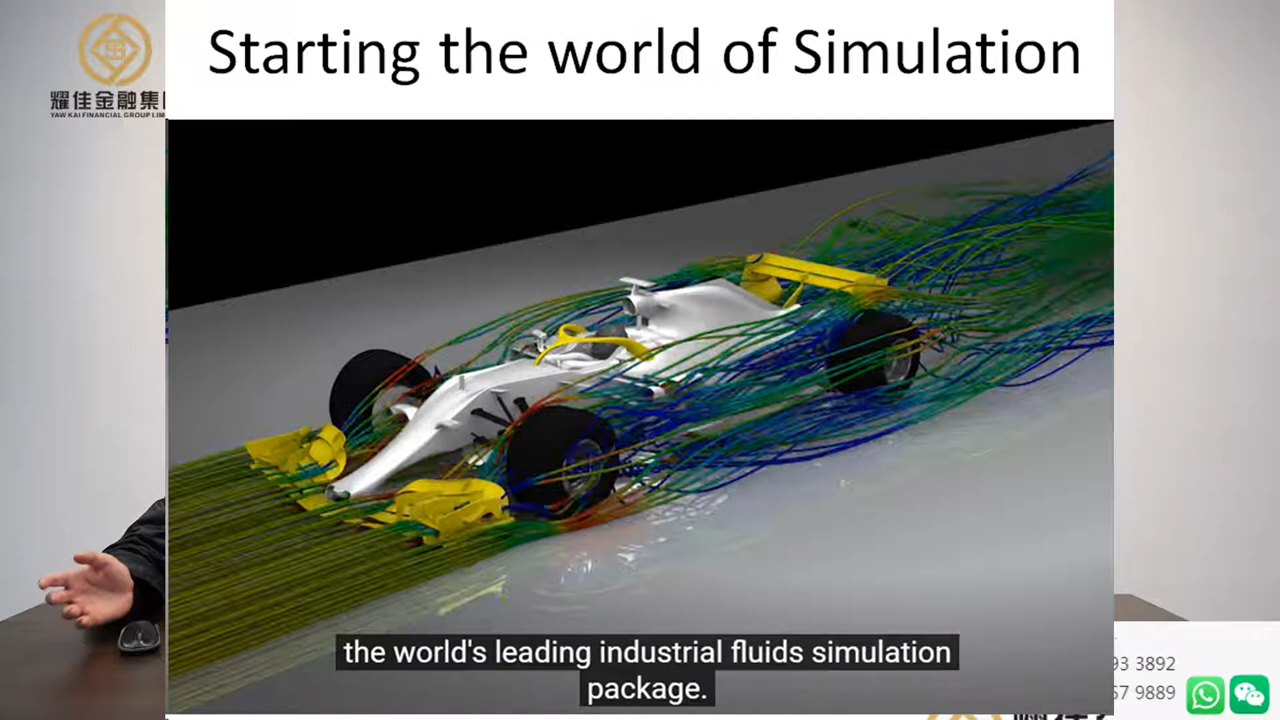 Starting the world of Simulation
耀佳金融集
YAW KAI FINANCIAL GROUP LIM
the world's leading industrial fluids simulation
package.
93 3892
57 9889